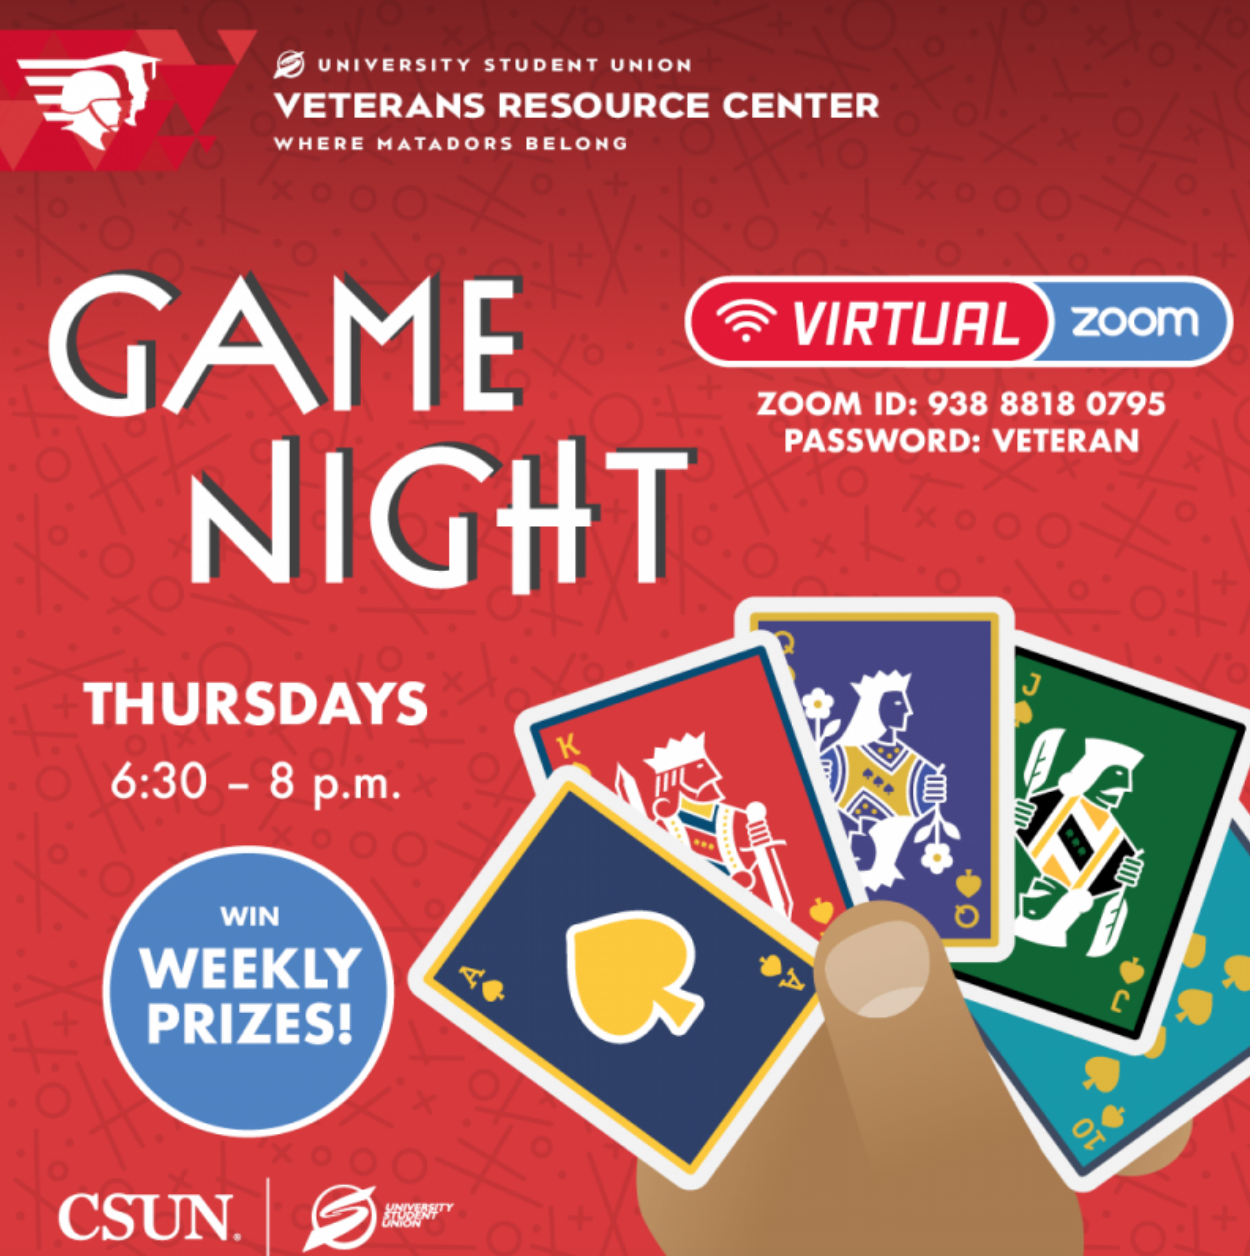 UNIVERSITY STUDENT UNION
VETERANS RESOURCE CENTER
WHERE MATADORS BELONG
GAME
NIGHT
VIRTUAL zoom
ZOOM ID: 938 8818 0795
PASSWORD: VETERAN
THURSDAYS
6:30 – 8 p.m.
WIN
WEEKLY
PRIZES!
Q
K
J
A
A
Q
J
10
CSUN®
UNIVERSITY
STUDENT
UNION